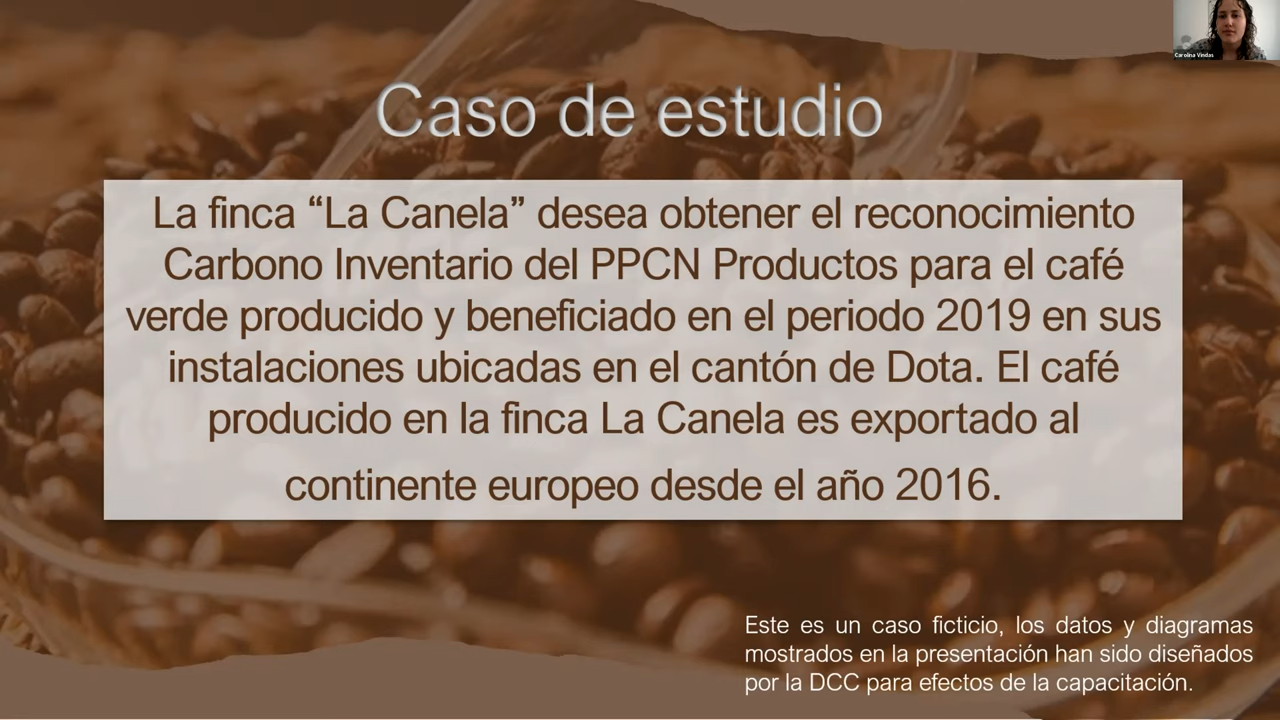 Carolina Vindas
Caso de estudio
La finca “La Canela” desea obtener el reconocimiento
Carbono Inventario del PPCN Productos para el café
verde producido y beneficiado en el periodo 2019 en sus
instalaciones ubicadas en el cantón de Dota. El café
producido en la finca La Canela es exportado al
continente europeo desde el año 2016.
Este es un caso ficticio, los datos y diagramas
mostrados en la presentación han sido diseñados
por la DCC para efectos de la capacitación.